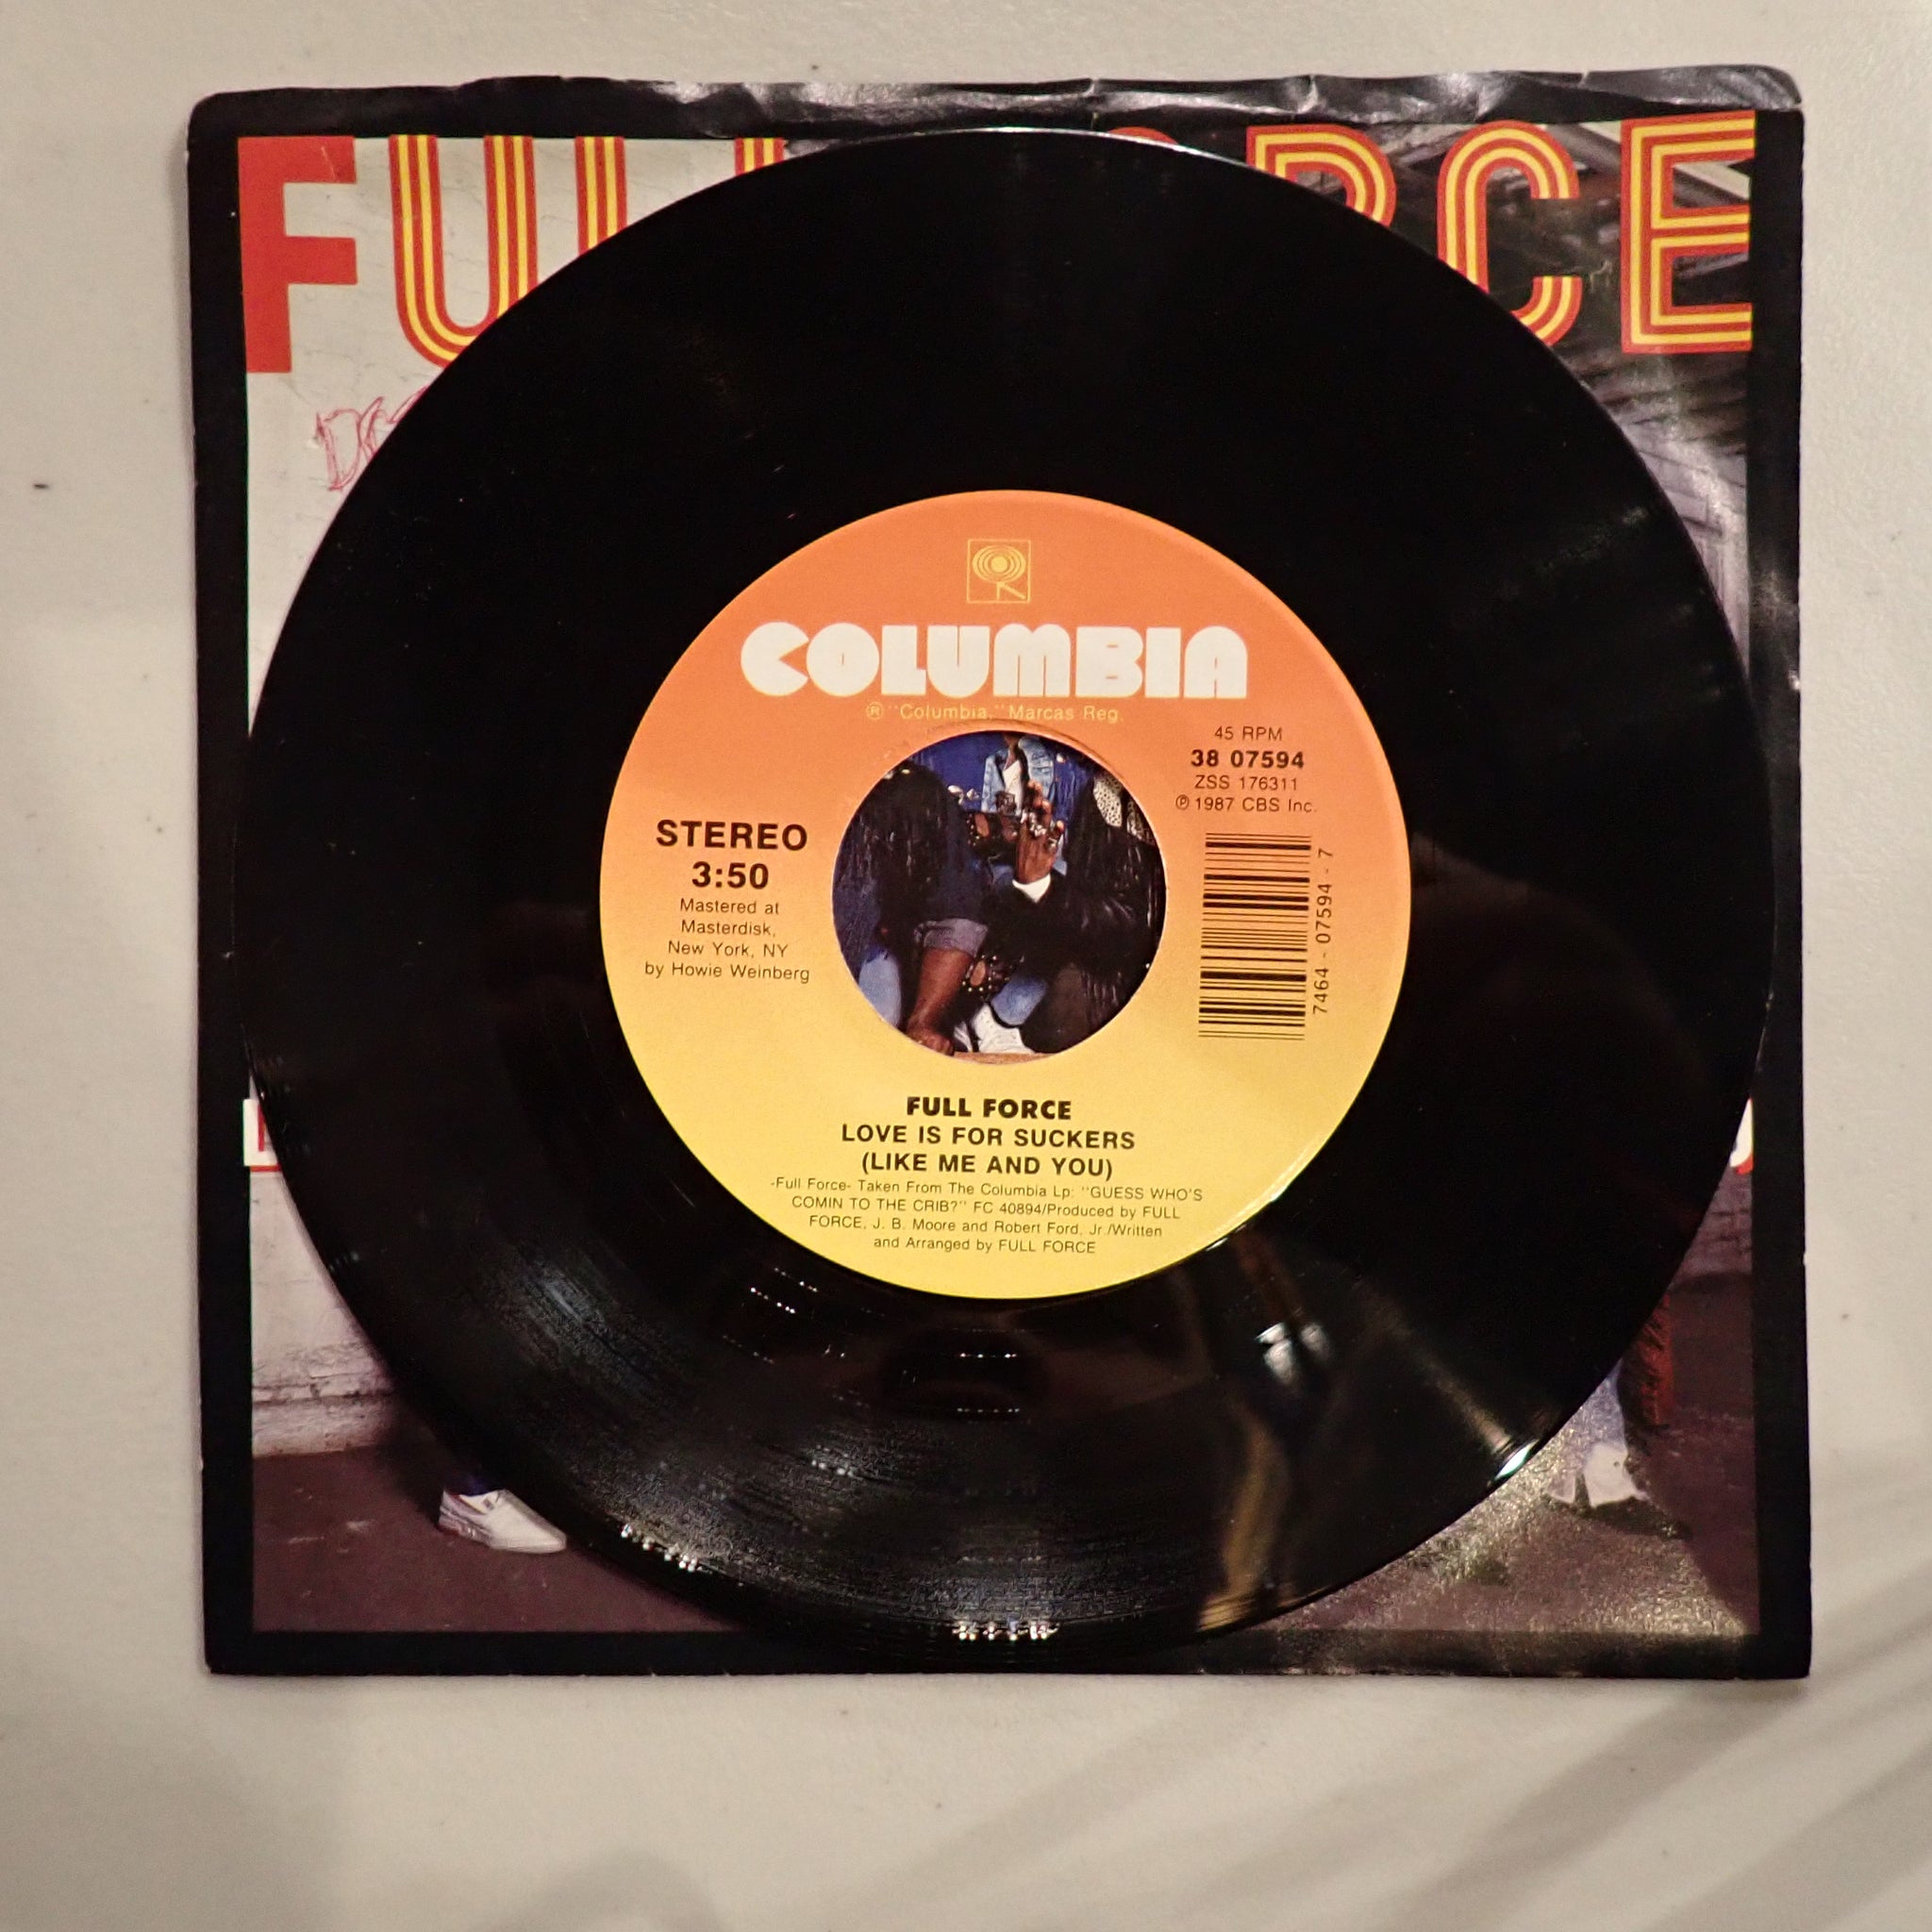 FULL FORCE
COLUMBIA
® "Columbia," Marcas Reg.
45 RPM
38 07594
ZSS 176311
℗ 1987 CBS Inc.
STEREO
3:50
Mastered at
Masterdisk,
New York, NY
by Howie Weinberg
7464 - 07594 - 7
FULL FORCE
LOVE IS FOR SUCKERS
(LIKE ME AND YOU)
-Full Force- Taken From The Columbia Lp: "GUESS WHO'S
COMIN TO THE CRIB?" FC 40894/Produced by FULL
FORCE, J. B. Moore and Robert Ford, Jr./Written
and Arranged by FULL FORCE